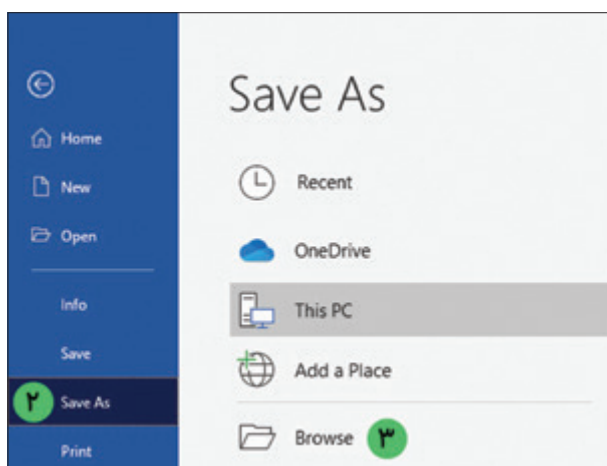 Home
New
Open
Info
Save
۲ Save As
Print
Save As
Recent
OneDrive
This PC
Add a Place
Browse ۳